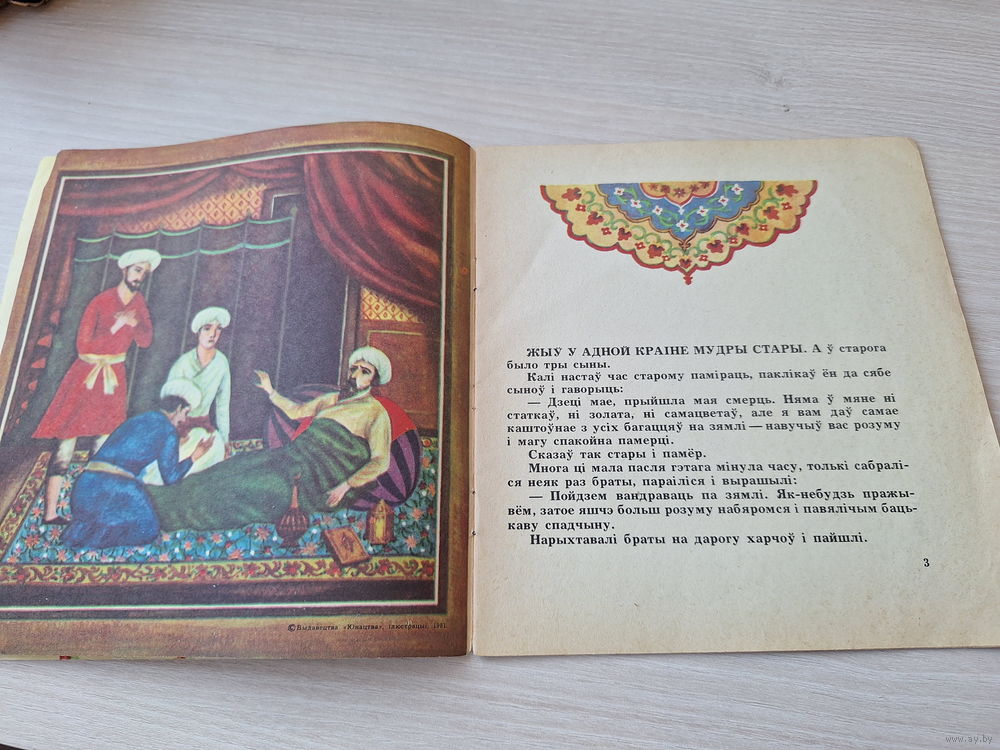 ©Выдавецтва «Юнацтва», ілюстрацыі, 1981.
ЖЫЎ У АДНОЙ КРАІНЕ МУДРЫ СТАРЫ. А ў старога
было тры сыны.
Калі настаў час старому паміраць, паклікаў ён да сябе
сыноў і гаворыць:
— Дзеці мае, прыйшла мая смерць. Няма ў мяне ні
статкаў, ні золата, ні самацветаў, але я вам даў самае
каштоўнае з усіх багаццяў на зямлі — навучыў вас розуму
і магу спакойна памерці.
Сказаў так стары і памёр.
Многа ці мала пасля гэтага мінула часу, толькі сабралі-
ся неяк раз браты, параіліся і вырашылі:
— Пойдзем вандраваць па зямлі. Як-небудзь пражы-
вём, затое яшчэ больш розуму набяромся і павялічым баць-
каву спадчыну.
Нарыхтавалі браты на дарогу харчоў і пайшлі.
3
www.ay.by